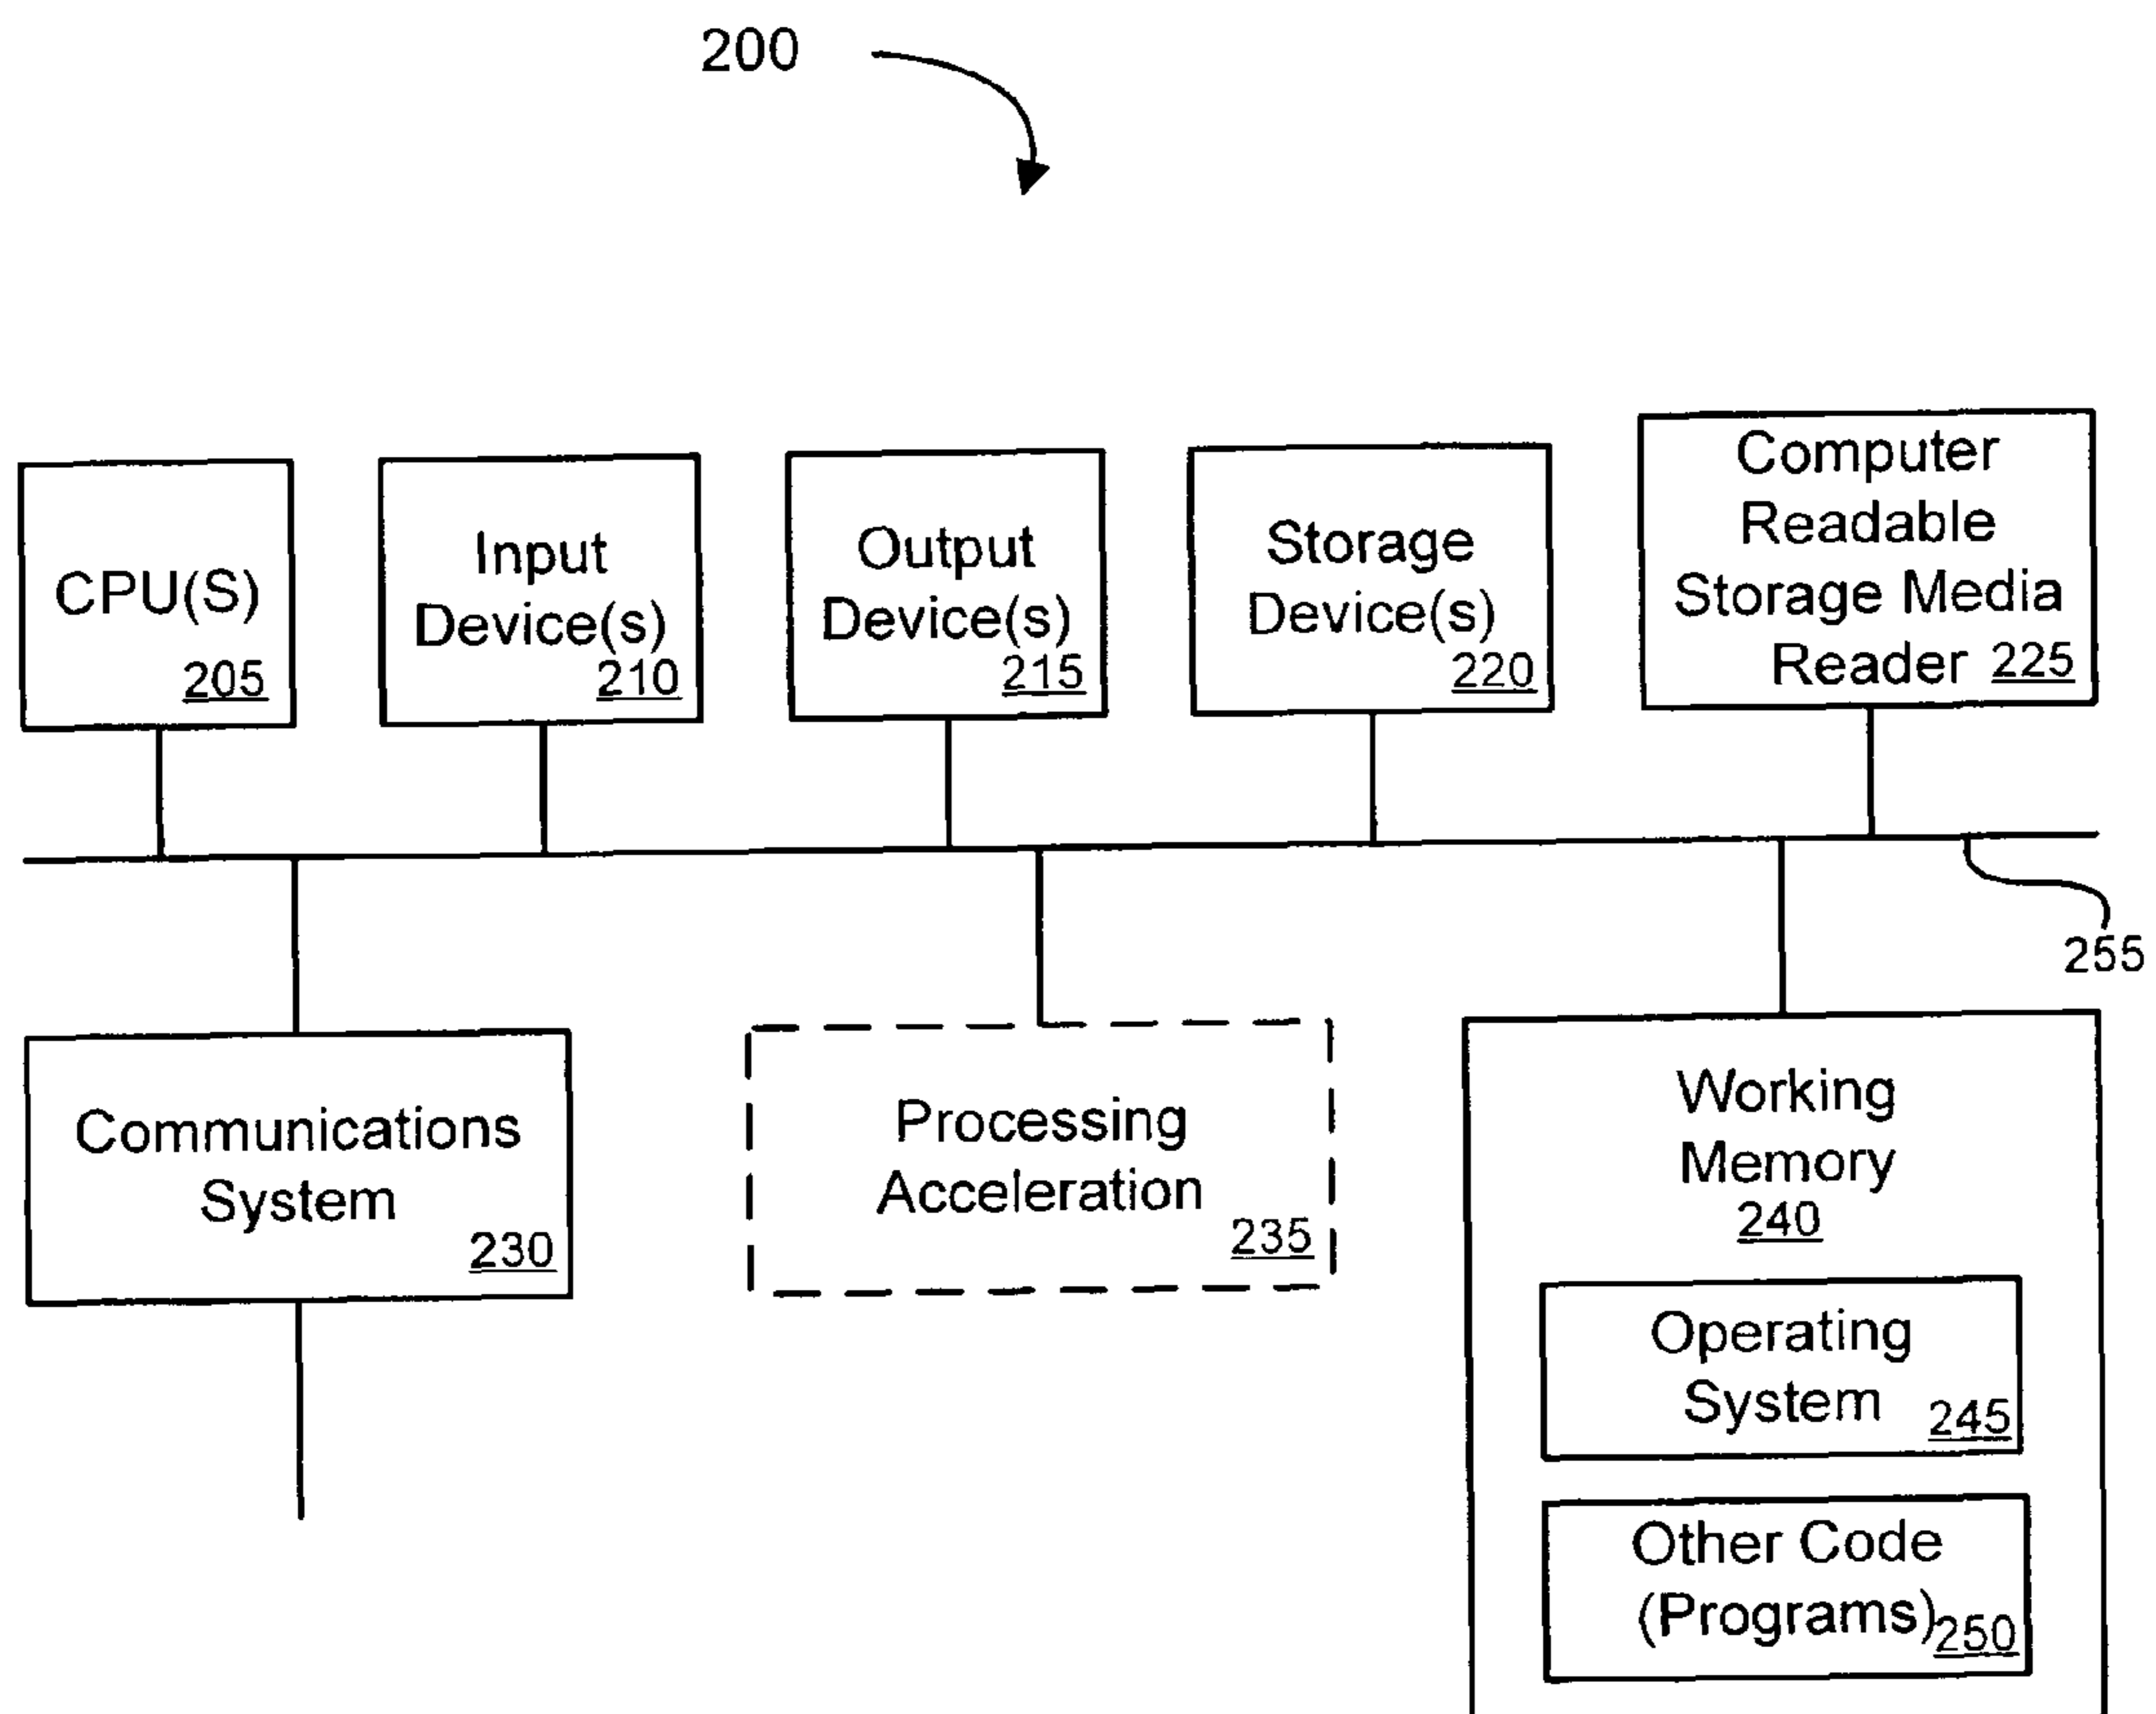 200
CPU(S)
205
Input
Device(s)
210
Output
Device(s)
215
Storage
Device(s)
220
Computer
Readable
Storage Media
Reader 225
255
Communications
System
230
Processing
Acceleration
235
Working
Memory
240
Operating
System 245
Other Code
(Programs) 250